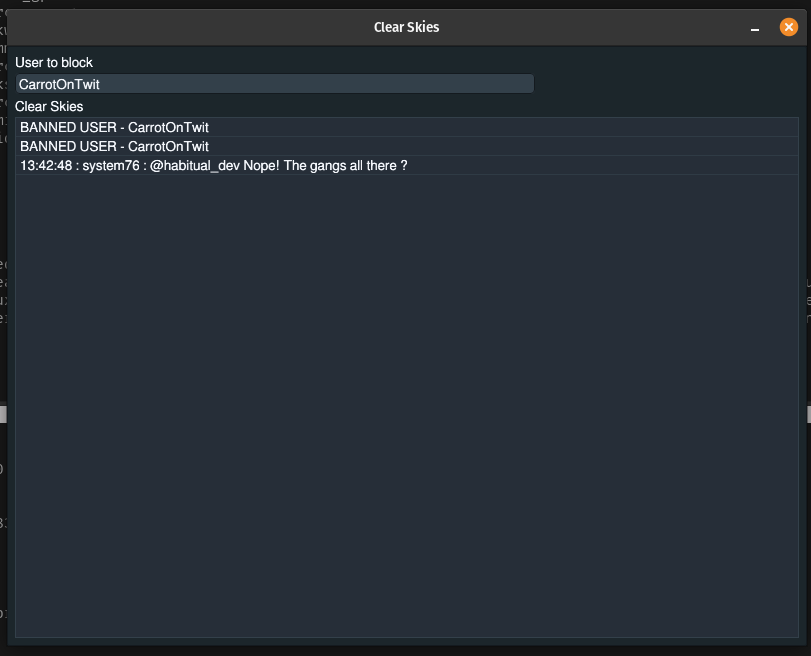 Clear Skies
User to block
CarrotOnTwit
Clear Skies
BANNED USER - CarrotOnTwit
BANNED USER - CarrotOnTwit
13:42:48 : system76 : @habitual_dev Nope! The gangs all there ?